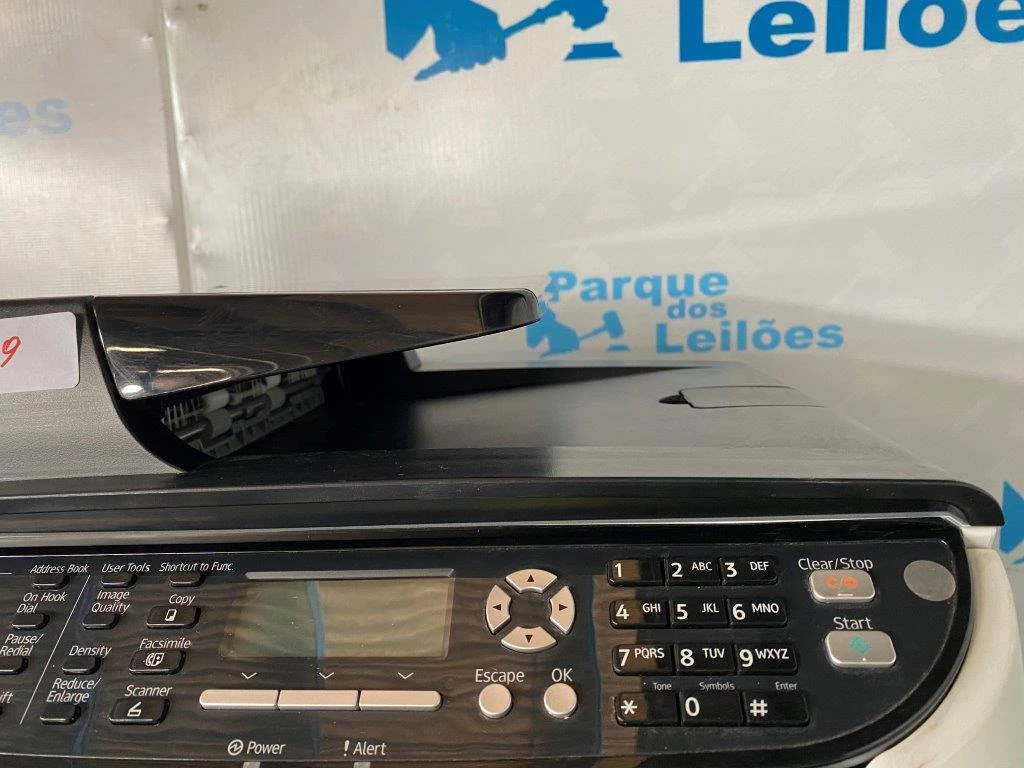 Leilões
Leilões
Parque
dos
Leilões
9
Address Book
User Tools
Shortcut to Func.
On Hook
Dial
Image
Quality
Copy
Pause/
Redial
Density
Facsimile
Reduce/
Enlarge
Scanner
Power
! Alert
Escape
OK
1
2 ABC
3 DEF
4 GHI
5 JKL
6 MNO
7 PQRS
8 TUV
9 WXYZ
Tone
Symbols
Enter
*
0
#
Clear/Stop
C/
Start